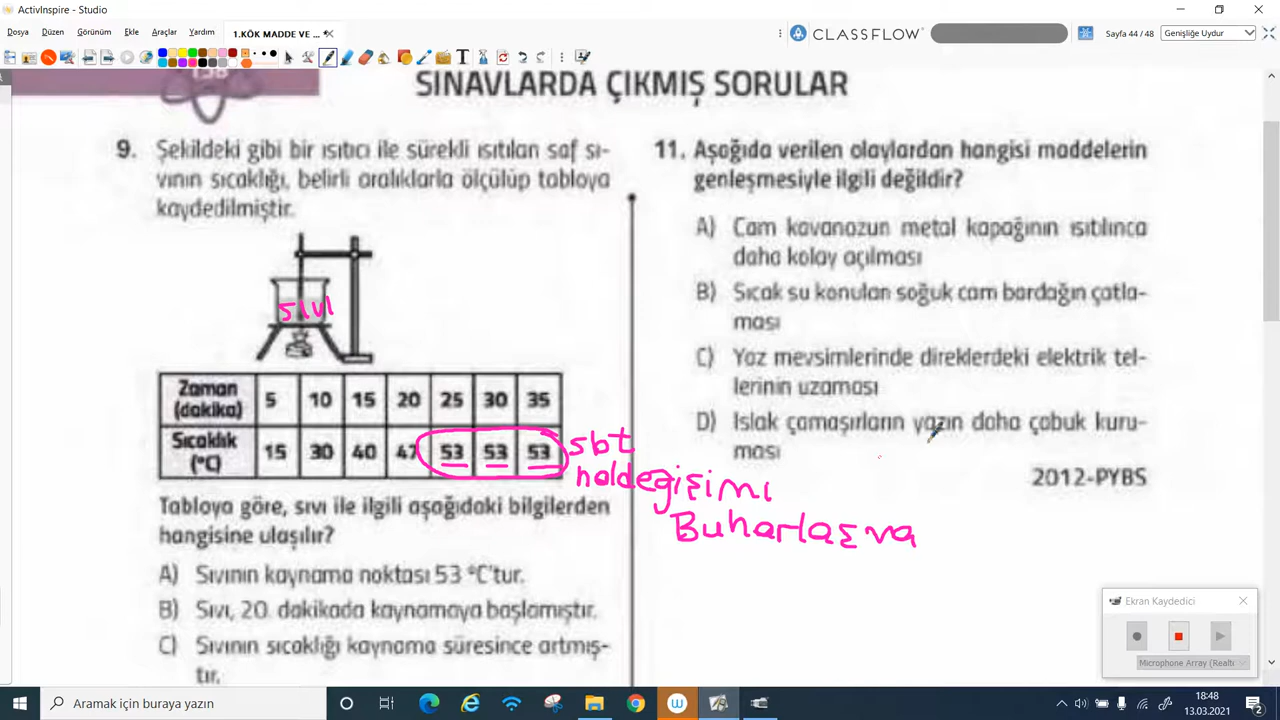 ActivInspire - Studio
Dosya Düzen Görünüm Ekle Araçlar Yardım
1.KÖK MADDE VE ...
CLASSFLOW
Sayfa 44 / 48
Genişliğe Uydur
138
SINAVLARDA ÇIKMIŞ SORULAR
9. Şekildeki gibi bir ısıtıcı ile sürekli ısıtılan saf sı-
vının sıcaklığı, belirli aralıklarla ölçülüp tabloya
kaydedilmiştir.
sıvı
Zaman (dakika) 5 10 15 20 25 30 35
Sıcaklık (°C) 15 30 40 47 53 53 53
sbt
haldeğişimi
Buharlaşma
Tabloya göre, sıvı ile ilgili aşağıdaki bilgilerden
hangisine ulaşılır?
A) Sıvının kaynama noktası 53 °C'tur.
B) Sıvı, 20. dakikada kaynamaya başlamıştır.
C) Sıvının sıcaklığı kaynama süresince artmış-
tır.
11. Aşağıda verilen olaylardan hangisi maddelerin
genleşmesiyle ilgili değildir?
A) Cam kavanozun metal kapağının ısıtılınca
daha kolay açılması
B) Sıcak su konulan soğuk cam bardağın çatla-
ması
C) Yaz mevsimlerinde direklerdeki elektrik tel-
lerinin uzaması
D) Islak çamaşırların yazın daha çabuk kuru-
ması
2012-PYBS
Ekran Kaydedici
Microphone Array (Realt
Aramak için buraya yazın
18:48
13.03.2021